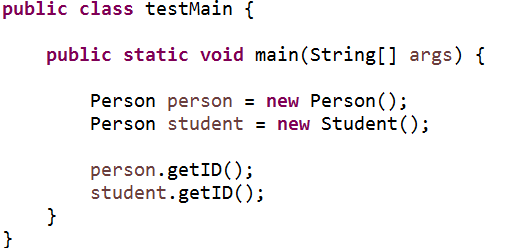 public class testMain {
public static void main(String[] args) {
Person person = new Person();
Person student = new Student();
person.getID();
student.getID();
}
}